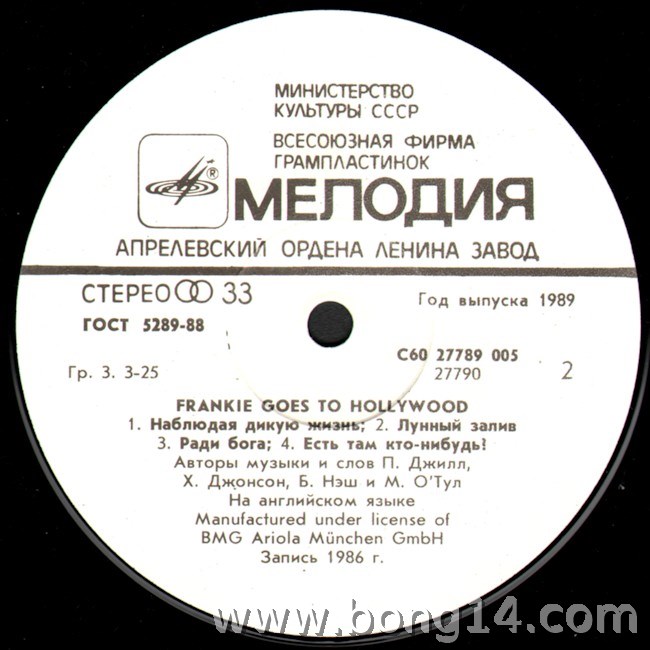 МИНИСТЕРСТВО
КУЛЬТУРЫ СССР
ВСЕСОЮЗНАЯ ФИРМА
ГРАМПЛАСТИНОК
®
МЕЛОДИЯ
АПРЕЛЕВСКИЙ ОРДЕНА ЛЕНИНА ЗАВОД
СТЕРЕО 33
Год выпуска 1989
ГОСТ 5289-88
С60 27789 005
Гр. 3. 3-25
27790
2
FRANKIE GOES TO HOLLYWOOD
1. Наблюдая дикую жизнь; 2. Лунный залив
3. Ради бога; 4. Есть там кто-нибудь?
Авторы музыки и слов П. Джилл,
Х. Джонсон, Б. Нэш и М. О'Тул
На английском языке
Manufactured under license of
BMG Ariola München GmbH
Запись 1986 г.
www.bong14.com